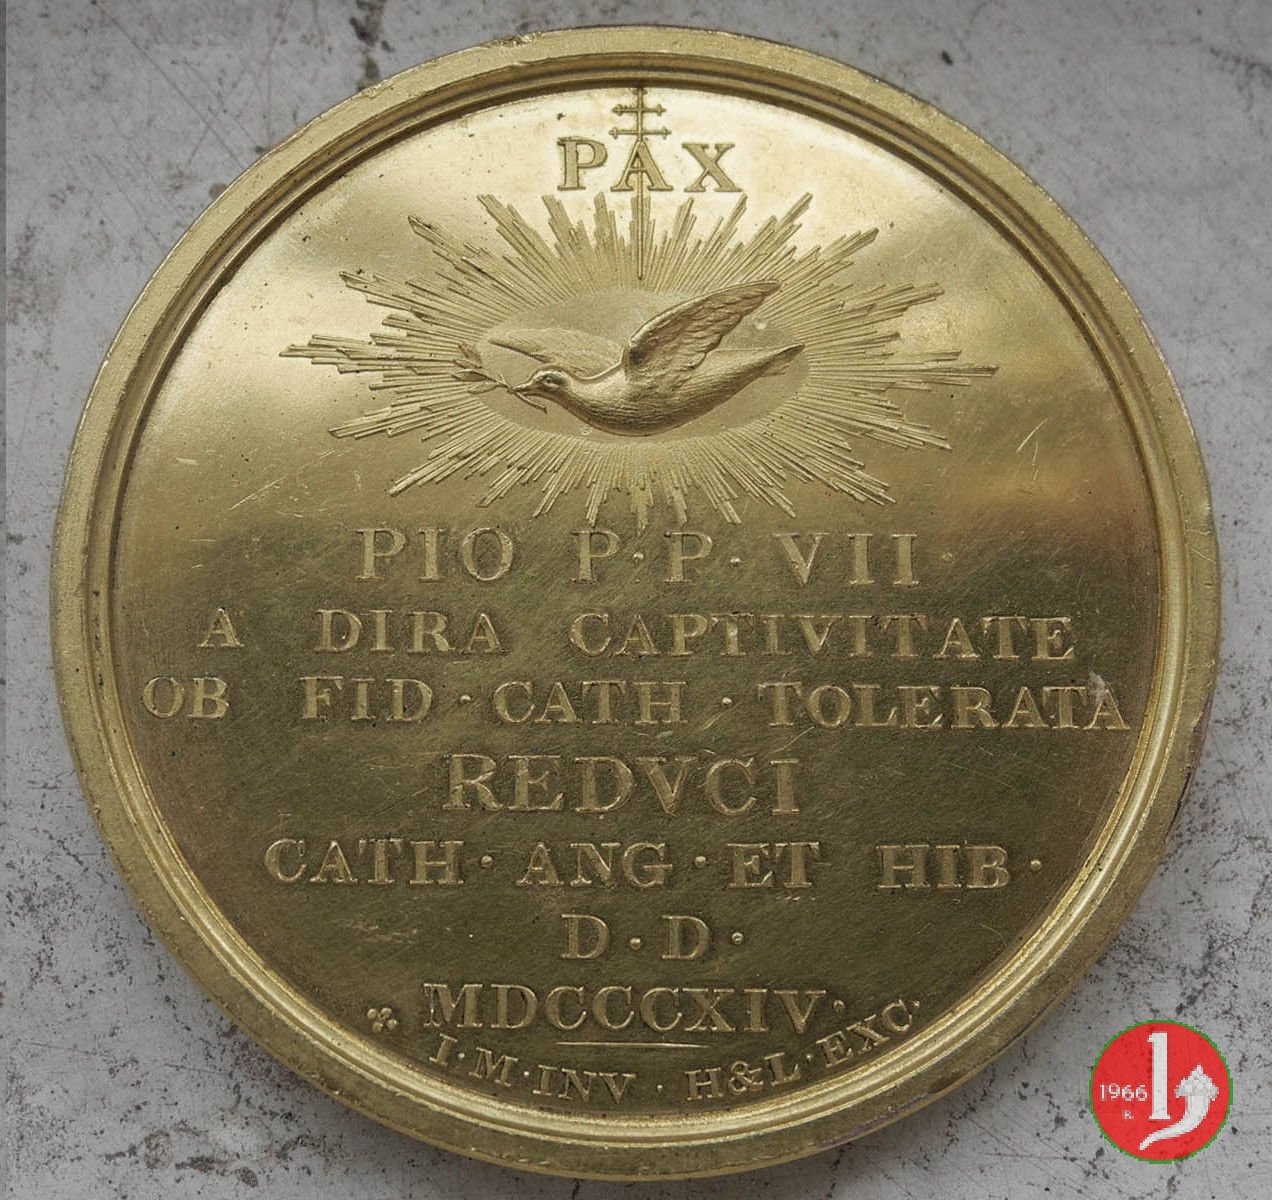 PAX
PIO P·P· VII
A DIRA CAPTIVITATE
OB FID · CATH · TOLERATA
REDVCI
CATH · ANG · ET HIB ·
D · D ·
MDCCCXIV·
I · M · INV · H&L · EXC·
1966
R.